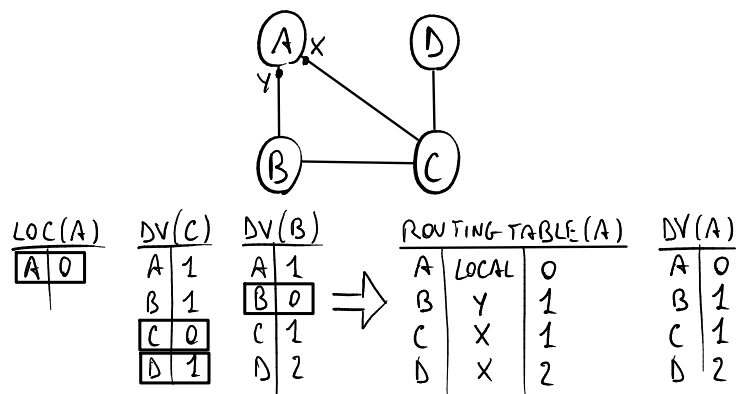 A X D
Y
B C
LOC(A) DV(C) DV(B) ROUTING TABLE(A) DV(A)
A 0 A 1 A 1 A LOCAL 0 A 0
B 1 B 0 B Y 1 B 1
C 0 C 1 C X 1 C 1
D 1 D 2 D X 2 D 2